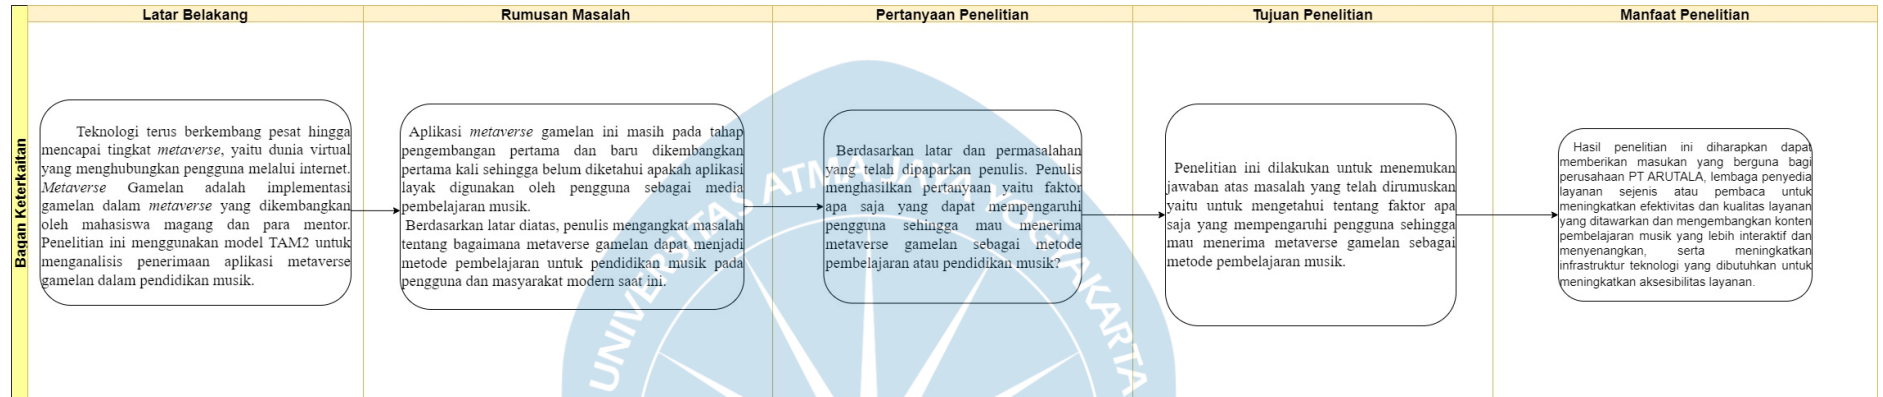 Latar Belakang
Rumusan Masalah
Pertanyaan Penelitian
Tujuan Penelitian
Manfaat Penelitian
Bagan Keterkaitan
Teknologi terus berkembang pesat hingga
mencapai tingkat metaverse, yaitu dunia virtual
yang menghubungkan pengguna melalui internet.
Metaverse Gamelan adalah implementasi
gamelan dalam metaverse yang dikembangkan
oleh mahasiswa magang dan para mentor.
Penelitian ini menggunakan model TAM2 untuk
menganalisis penerimaan aplikasi metaverse
gamelan dalam pendidikan musik.
Aplikasi metaverse gamelan ini masih pada tahap
pengembangan pertama dan baru dikembangkan
pertama kali sehingga belum diketahui apakah aplikasi
layak digunakan oleh pengguna sebagai media
pembelajaran musik.
Berdasarkan latar diatas, penulis mengangkat masalah
tentang bagaimana metaverse gamelan dapat menjadi
metode pembelajaran untuk pendidikan musik pada
pengguna dan masyarakat modern saat ini.
Berdasarkan latar dan permasalahan
yang telah dipaparkan penulis. Penulis
menghasilkan pertanyaan yaitu faktor
apa saja yang dapat mempengaruhi
pengguna sehingga mau menerima
metaverse gamelan sebagai metode
pembelajaran atau pendidikan musik?
Penelitian ini dilakukan untuk menemukan
jawaban atas masalah yang telah dirumuskan
yaitu untuk mengetahui tentang faktor apa
saja yang mempengaruhi pengguna sehingga
mau menerima metaverse gamelan sebagai
metode pembelajaran musik.
Hasil penelitian ini diharapkan dapat
memberikan masukan yang berguna bagi
perusahaan PT ARUTALA, lembaga penyedia
layanan sejenis atau pembaca untuk
meningkatkan efektivitas dan kualitas layanan
yang ditawarkan dan mengembangkan konten
pembelajaran musik yang lebih interaktif dan
menyenangkan, serta meningkatkan
infrastruktur teknologi yang dibutuhkan untuk
meningkatkan aksesibilitas layanan.
UNIVERSITAS ATMA JAYA YOGYAKARTA